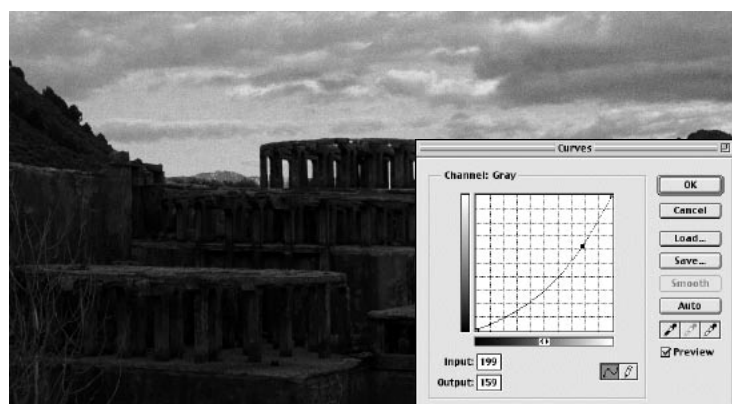 Curves
Channel: Gray
OK
Cancel
Load...
Save...
Smooth
Auto
Preview
Input: 199
Output: 159